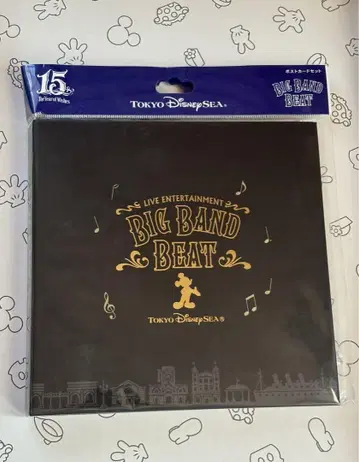 15
The Year of Wishes
ポストカードセット
BIG BAND
BEAT
TOKYO DisneySEA®
LIVE ENTERTAINMENT
BIG BAND
BEAT
TOKYO DisneySEA®